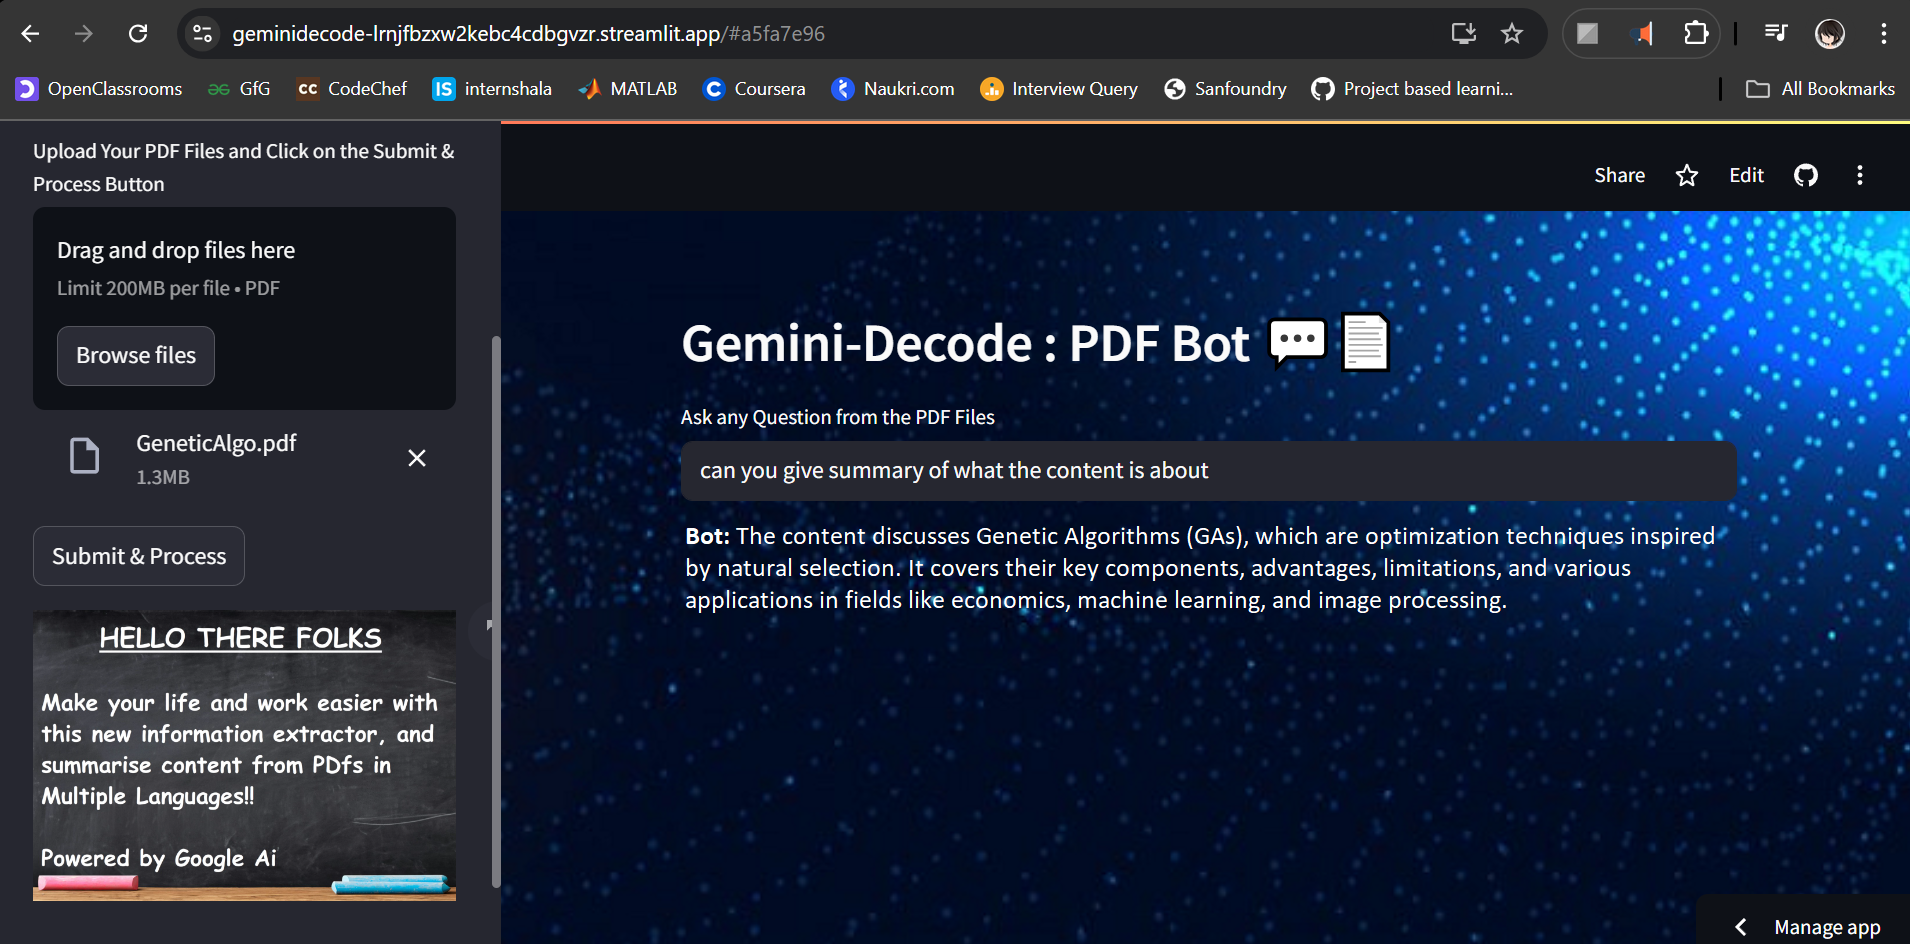 geminidecode-lrnjfbzxw2kebc4cdbgvzr.streamlit.app/#a5fa7e96
OpenClassrooms GfG CC CodeChef IS internshala MATLAB Coursera Naukri.com Interview Query Sanfoundry Project based learni... All Bookmarks
Upload Your PDF Files and Click on the Submit &
Process Button
Drag and drop files here
Limit 200MB per file • PDF
Browse files
GeneticAlgo.pdf
1.3MB
Submit & Process
HELLO THERE FOLKS
Make your life and work easier with
this new information extractor, and
summarise content from PDfs in
Multiple Languages!!
Powered by Google Ai
Share Edit
Gemini-Decode : PDF Bot
Ask any Question from the PDF Files
can you give summary of what the content is about
Bot: The content discusses Genetic Algorithms (GAs), which are optimization techniques inspired
by natural selection. It covers their key components, advantages, limitations, and various
applications in fields like economics, machine learning, and image processing.
Manage app